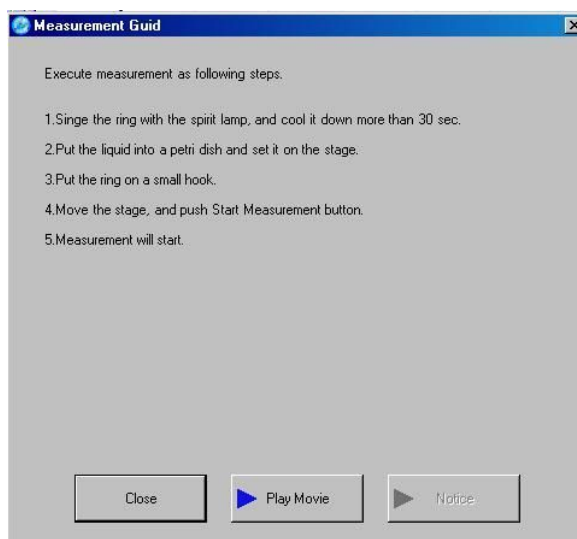 Measurement Guid
Execute measurement as following steps.
1.Singe the ring with the spirit lamp, and cool it down more than 30 sec.
2.Put the liquid into a petri dish and set it on the stage.
3.Put the ring on a small hook.
4.Move the stage, and push Start Measurement button.
5.Measurement will start.
Close
Play Movie
Notice